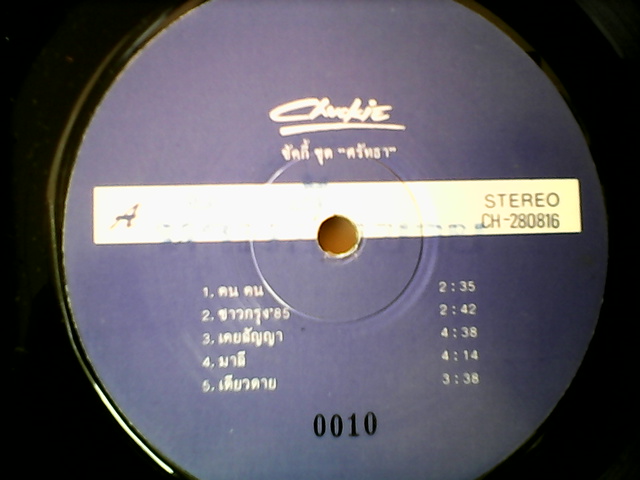 Chuckie
ชัคกี้ ชุด "ศรัทธา"
STEREO
CH-280816
1. คน คน 2:35
2. ชาวกรุง'85 2:42
3. เคยสัญญา 4:38
4. มาลี 4:14
5. เดียวดาย 3:38
0010